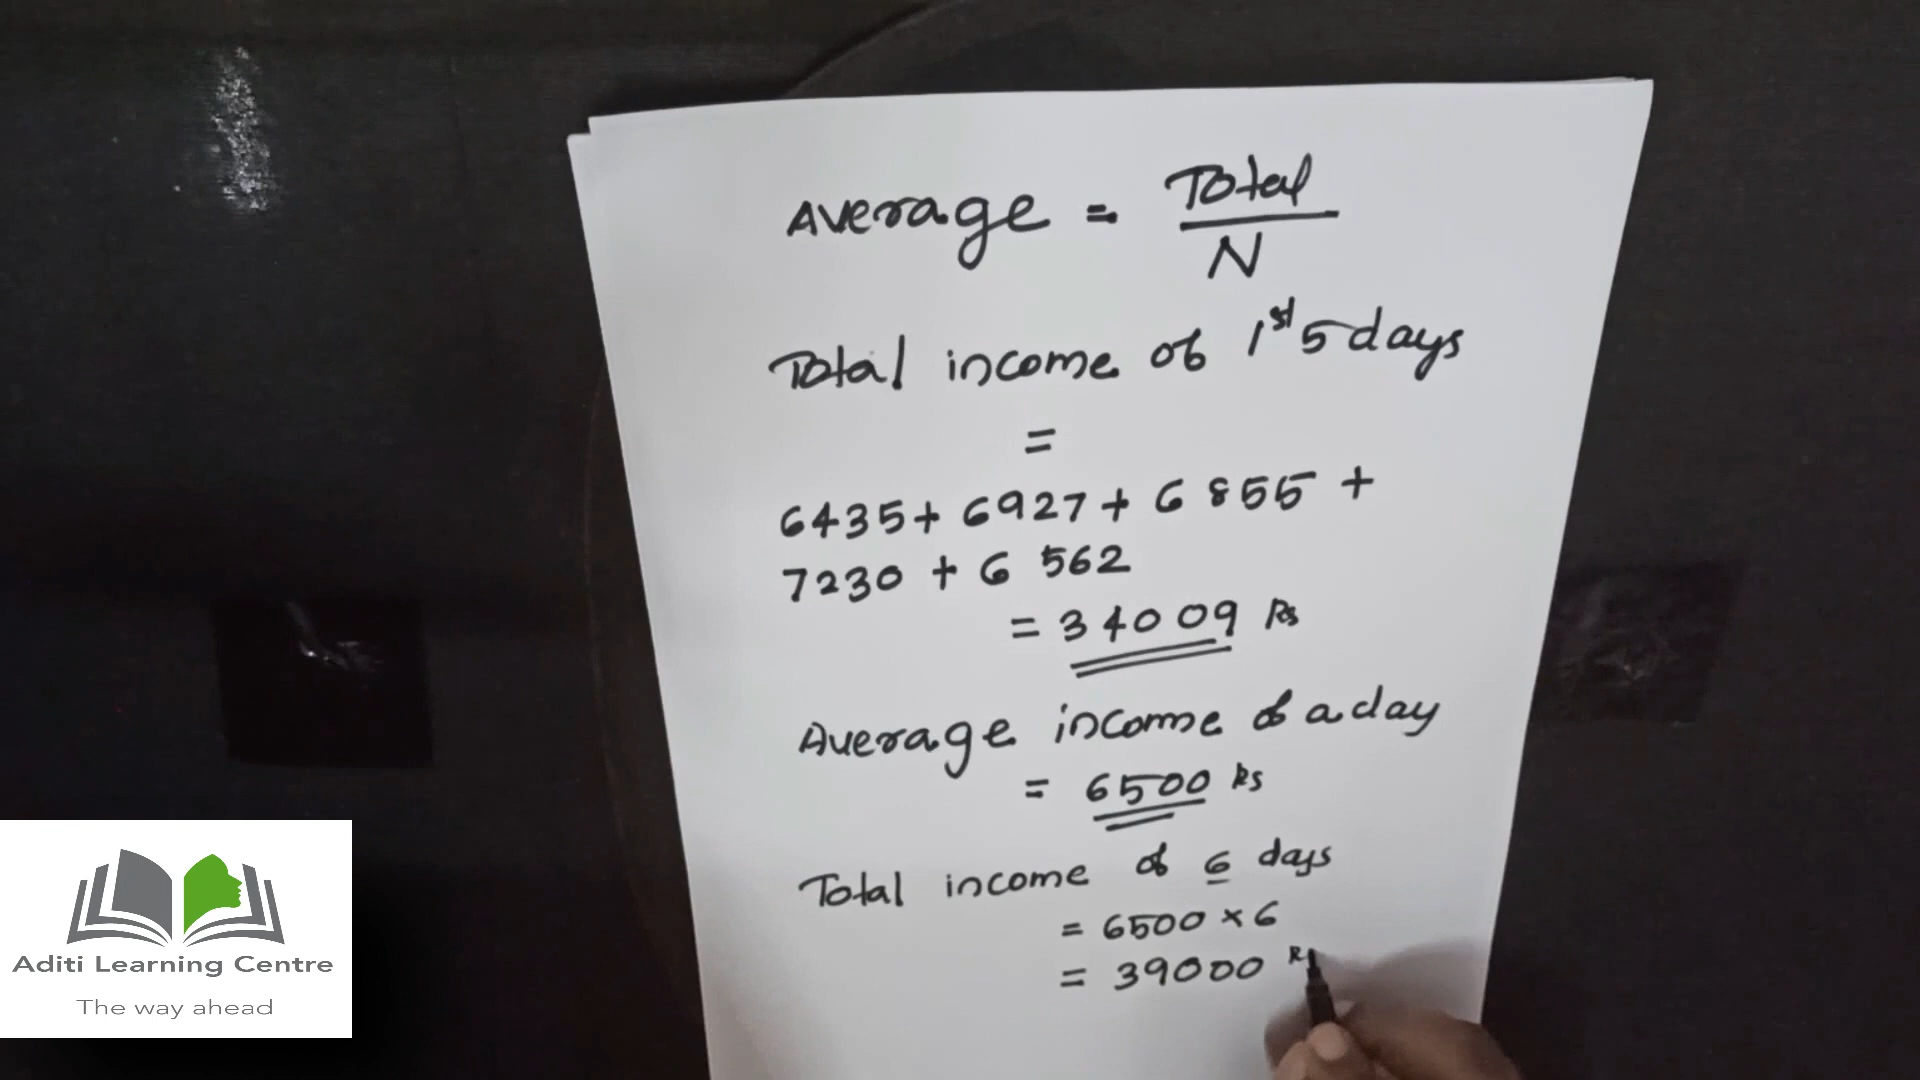 Average = Total / N
Total income of 1st 5 days
=
6435 + 6927 + 6855 +
7230 + 6562
= 34009 Rs
Average income of a day
= 6500 Rs
Total income of 6 days
= 6500 × 6
= 39000 Rs
Aditi Learning Centre
The way ahead